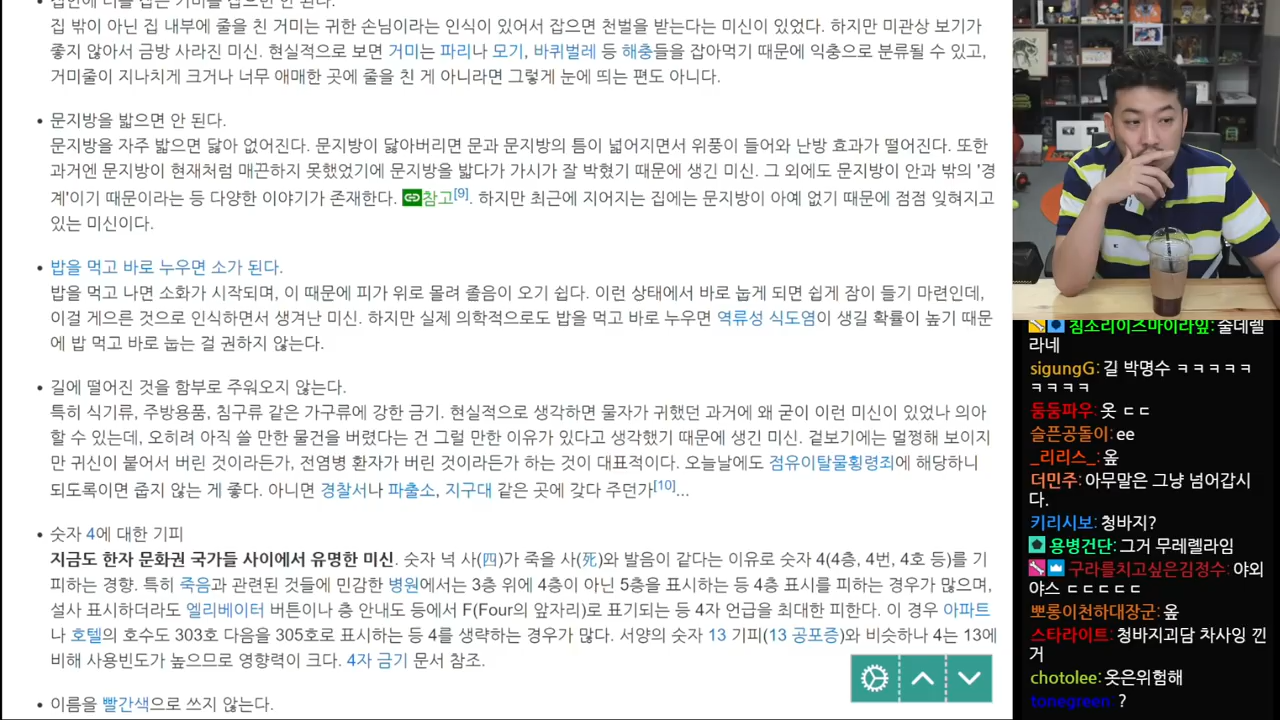 집 밖이 아닌 집 내부에 줄을 친 거미는 귀한 손님이라는 인식이 있어서 잡으면 천벌을 받는다는 미신이 있었다. 하지만 미관상 보기가
좋지 않아서 금방 사라진 미신. 현실적으로 보면 거미는 파리나 모기, 바퀴벌레 등 해충들을 잡아먹기 때문에 익충으로 분류될 수 있고,
거미줄이 지나치게 크거나 너무 애매한 곳에 줄을 친 게 아니라면 그렇게 눈에 띄는 편도 아니다.
• 문지방을 밟으면 안 된다.
문지방을 자주 밟으면 닳아 없어진다. 문지방이 닳아버리면 문과 문지방의 틈이 넓어지면서 위풍이 들어와 난방 효과가 떨어진다. 또한
과거엔 문지방이 현재처럼 매끈하지 못했었기에 문지방을 밟다가 가시가 잘 박혔기 때문에 생긴 미신. 그 외에도 문지방이 안과 밖의 '경
계'이기 때문이라는 등 다양한 이야기가 존재한다. 참고[9]. 하지만 최근에 지어지는 집에는 문지방이 아예 없기 때문에 점점 잊혀지고
있는 미신이다.
• 밥을 먹고 바로 누우면 소가 된다.
밥을 먹고 나면 소화가 시작되며, 이 때문에 피가 위로 몰려 졸음이 오기 쉽다. 이런 상태에서 바로 눕게 되면 쉽게 잠이 들기 마련인데,
이걸 게으른 것으로 인식하면서 생겨난 미신. 하지만 실제 의학적으로도 밥을 먹고 바로 누우면 역류성 식도염이 생길 확률이 높기 때문
에 밥 먹고 바로 눕는 걸 권하지 않는다.
• 길에 떨어진 것을 함부로 주워오지 않는다.
특히 식기류, 주방용품, 침구류 같은 가구류에 강한 금기. 현실적으로 생각하면 물자가 귀했던 과거에 왜 굳이 이런 미신이 있었나 의아
할 수 있는데, 오히려 아직 쓸 만한 물건을 버렸다는 건 그럴 만한 이유가 있다고 생각했기 때문에 생긴 미신. 겉보기에는 멀쩡해 보이지
만 귀신이 붙어서 버린 것이라든가, 전염병 환자가 버린 것이라든가 하는 것이 대표적이다. 오늘날에도 점유이탈물횡령죄에 해당하니
되도록이면 줍지 않는 게 좋다. 아니면 경찰서나 파출소, 지구대 같은 곳에 갖다 주던가[10]...
• 숫자 4에 대한 기피
지금도 한자 문화권 국가들 사이에서 유명한 미신. 숫자 넉 사(四)가 죽을 사(死)와 발음이 같다는 이유로 숫자 4(4층, 4번, 4호 등)를 기
피하는 경향. 특히 죽음과 관련된 것들에 민감한 병원에서는 3층 위에 4층이 아닌 5층을 표시하는 등 4층 표시를 피하는 경우가 많으며,
설사 표시하더라도 엘리베이터 버튼이나 층 안내도 등에서 F(Four의 앞자리)로 표기되는 등 4자 언급을 최대한 피한다. 이 경우 아파트
나 호텔의 호수도 303호 다음을 305호로 표시하는 등 4를 생략하는 경우가 많다. 서양의 숫자 13 기피(13 공포증)와 비슷하나 4는 13에
비해 사용빈도가 높으므로 영향력이 크다. 4자 금기 문서 참조.
• 이름을 빨간색으로 쓰지 않는다.
침소리이즈마이라잎: 줄데렐
라네
sigungG: 길 박명수 ㅋㅋㅋㅋㅋ
ㅋㅋㅋㅋ
둠둠파우: 옷 ㄷㄷ
슬픈공돌이: ee
_리리스_: 옾
더민주: 아무말은 그냥 넘어갑시
다.
키리시보: 청바지?
용병건단: 그거 무레렐라임
구라를치고싶은김정수: 야외
야스 ㄷㄷㄷㄷㄷ
뽀롱이천하대장군: 옾
스타라이트: 청바지괴담 차사잉 낀
거
chotolee: 옷은위험해
tonegreen: ?